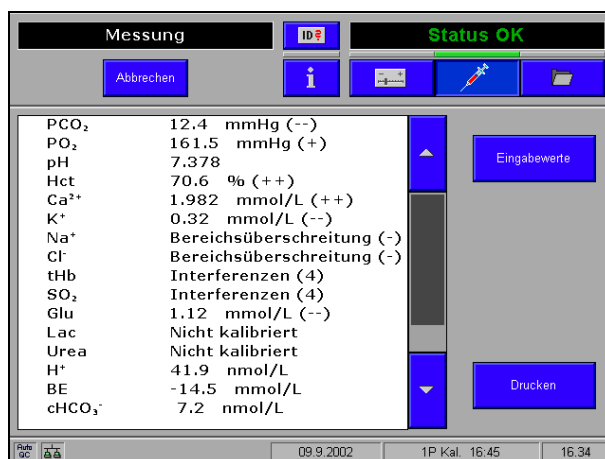 Messung
ID?
Status OK
Abbrechen
i
PCO₂ 12.4 mmHg (--)
PO₂ 161.5 mmHg (+)
pH 7.378
Hct 70.6 % (++)
Ca²⁺ 1.982 mmol/L (++)
K⁺ 0.32 mmol/L (--)
Na⁺ Bereichsüberschreitung (-)
Cl⁻ Bereichsüberschreitung (-)
tHb Interferenzen (4)
SO₂ Interferenzen (4)
Glu 1.12 mmol/L (--)
Lac Nicht kalibriert
Urea Nicht kalibriert
H⁺ 41.9 nmol/L
BE -14.5 mmol/L
cHCO₃⁻ 7.2 nmol/L
Eingabewerte
Drucken
Auto
QC
09.9.2002
1P Kal. 16:45
16.34